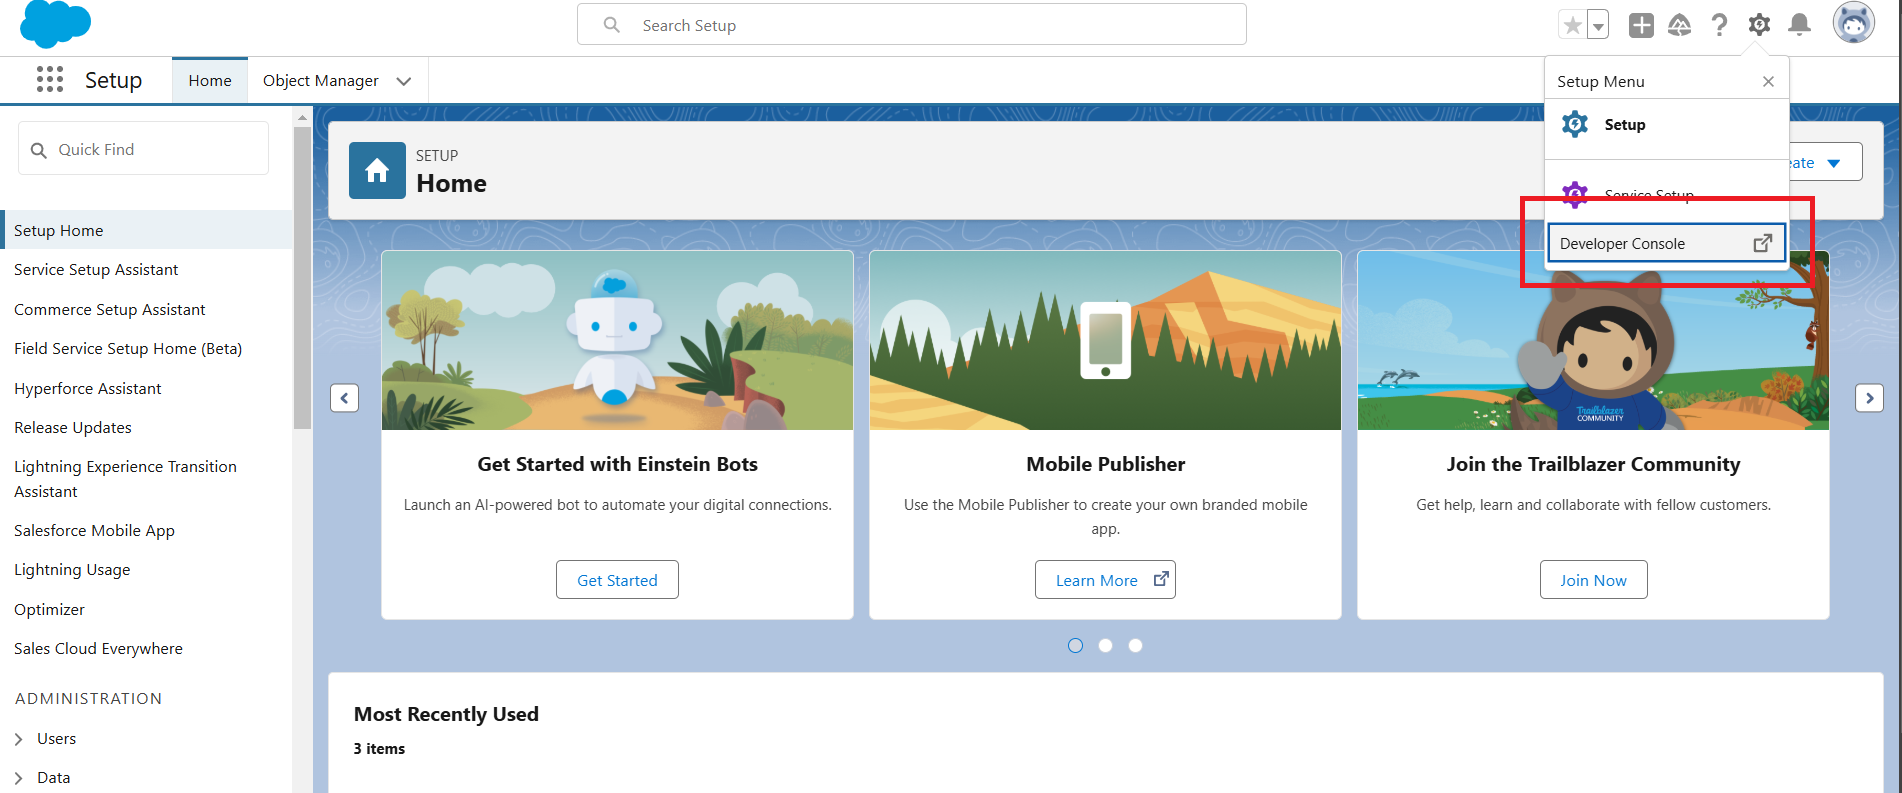 Search Setup
Setup
Home
Object Manager
Setup Menu
Setup
Service Setup
Developer Console
Quick Find
Setup Home
Service Setup Assistant
Commerce Setup Assistant
Field Service Setup Home (Beta)
Hyperforce Assistant
Release Updates
Lightning Experience Transition
Assistant
Salesforce Mobile App
Lightning Usage
Optimizer
Sales Cloud Everywhere
ADMINISTRATION
Users
Data
SETUP
Home
eate
Get Started with Einstein Bots
Launch an AI-powered bot to automate your digital connections.
Get Started
Mobile Publisher
Use the Mobile Publisher to create your own branded mobile
app.
Learn More
Trailblazer
COMMUNITY
Join the Trailblazer Community
Get help, learn and collaborate with fellow customers.
Join Now
Most Recently Used
3 items